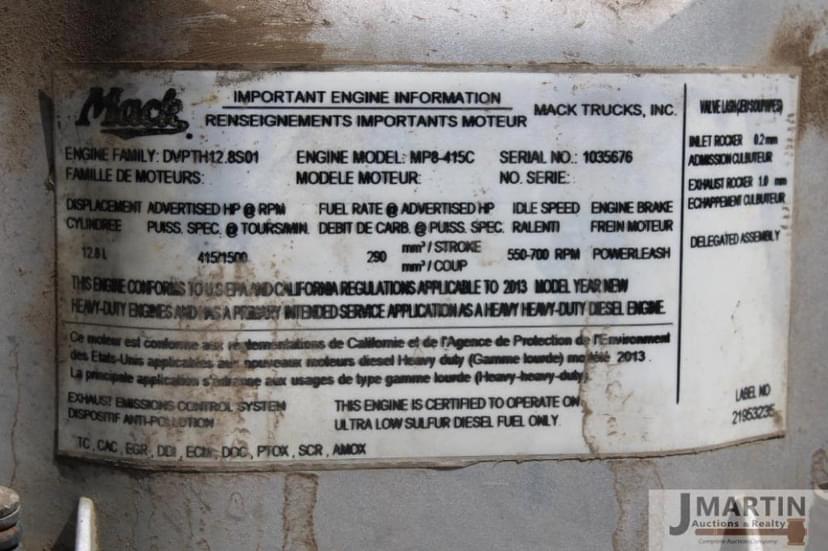 Mack
IMPORTANT ENGINE INFORMATION
RENSEIGNEMENTS IMPORTANTS MOTEUR
MACK TRUCKS, INC.
ENGINE FAMILY: DVPTH12.8S01 ENGINE MODEL: MP8-415C SERIAL NO.: 1035676
FAMILLE DE MOTEURS: MODELE MOTEUR: NO. SERIE:
DISPLACEMENT ADVERTISED HP @ RPM FUEL RATE @ ADVERTISED HP IDLE SPEED ENGINE BRAKE
CYLINDREE PUISS. SPEC. @ TOURS/MIN. DEBIT DE CARB. @ PUISS. SPEC. RALENTI FREIN MOTEUR
12.8 L 415/1500 290 mm³ / STROKE 550-700 RPM POWERLEASH
mm³ / COUP
THIS ENGINE CONFORMS TO U.S EPA AND CALIFORNIA REGULATIONS APPLICABLE TO 2013 MODEL YEAR NEW
HEAVY-DUTY ENGINES AND HAS A PRIMARY INTENDED SERVICE APPLICATION AS A HEAVY HEAVY-DUTY DIESEL ENGINE.
Ce moteur est conforme aux réglementations de Californie et de l'Agence de Protection de l'Environment
des Etats-Unis applicables aux nouveaux moteurs diesel Heavy duty (Gamme lourde) modèle 2013.
La principale application s'adresse aux usages de type gamme lourde (Heavy-heavy-duty).
EXHAUST EMISSIONS CONTROL SYSTEM THIS ENGINE IS CERTIFIED TO OPERATE ON
DISPOSITIF ANTI-POLLUTION ULTRA LOW SULFUR DIESEL FUEL ONLY.
TC, CAC, EGR, DDI, ECM, DOC, PTOX, SCR, AMOX
VALVE LASH (JEU SOUPAPES)
INLET ROCKER 0.2 mm
ADMISSION CULBUTEUR
EXHAUST ROCKER 1.0 mm
ECHAPPEMENT CULBUTEUR
DELEGATED ASSEMBLY
LABEL NO
21953235
J MARTIN
Auctions & Realty
Complete Auction Company